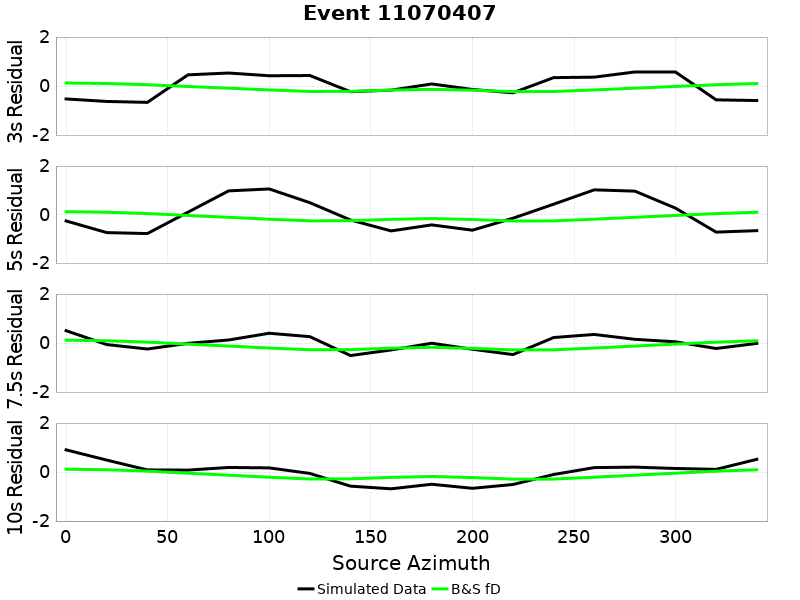 Event 11070407
3s Residual
2
0
-2
5s Residual
2
0
-2
7.5s Residual
2
0
-2
10s Residual
2
0
-2
0 50 100 150 200 250 300
Source Azimuth
Simulated Data B&S fD